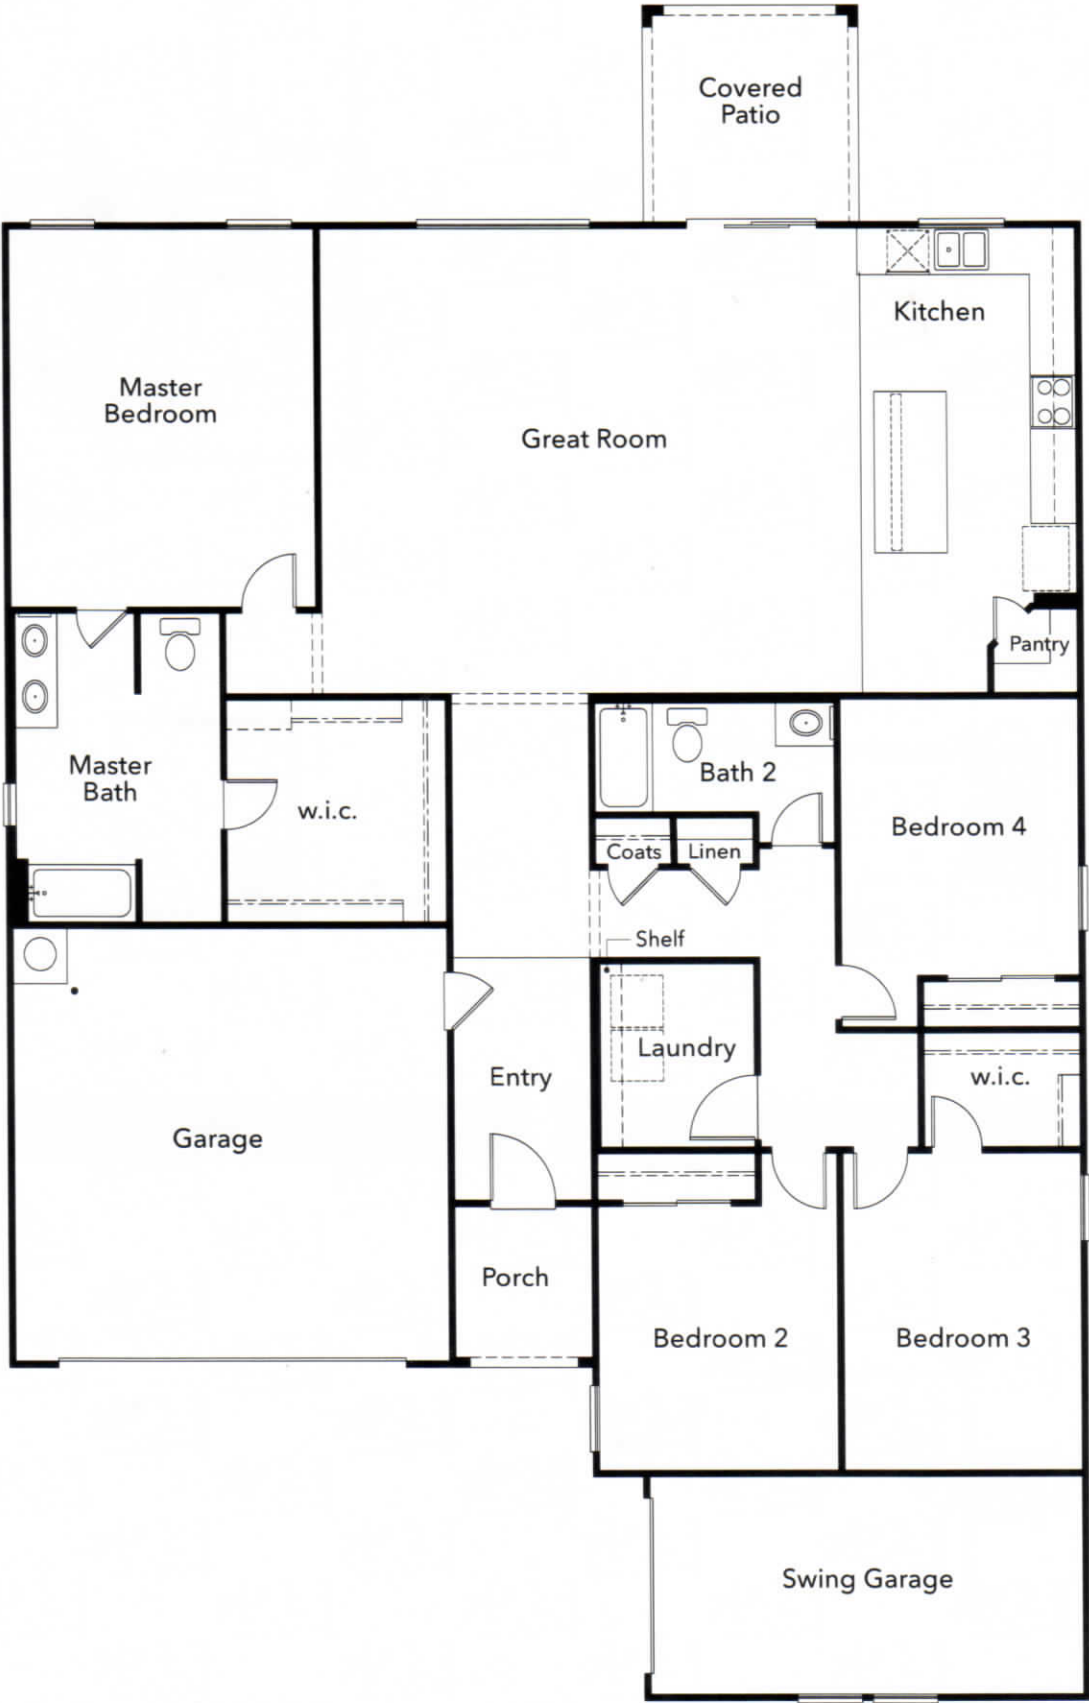 Covered
Patio
Kitchen
Master
Bedroom
Great Room
Pantry
Master
Bath
w.i.c.
Bath 2
Bedroom 4
Coats
Linen
Shelf
Laundry
w.i.c.
Entry
Garage
Porch
Bedroom 2
Bedroom 3
Swing Garage